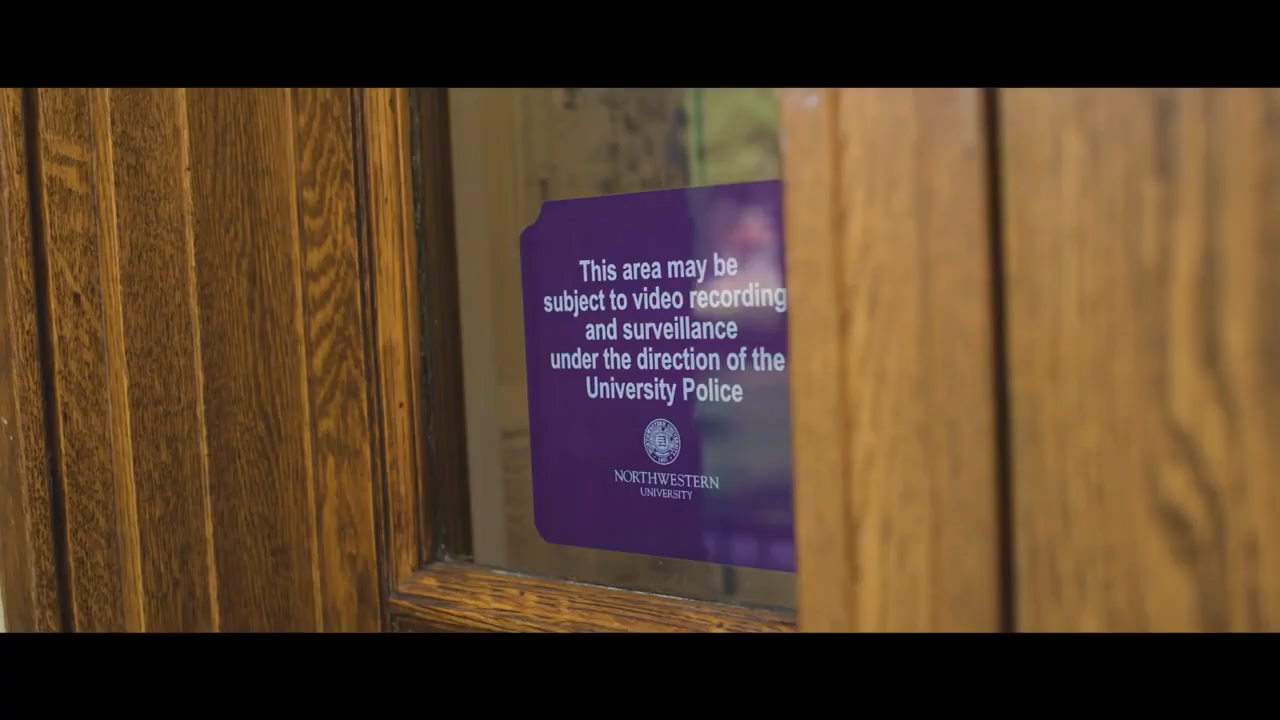 This area may be
subject to video recording
and surveillance
under the direction of the
University Police
NORTHWESTERN
UNIVERSITY